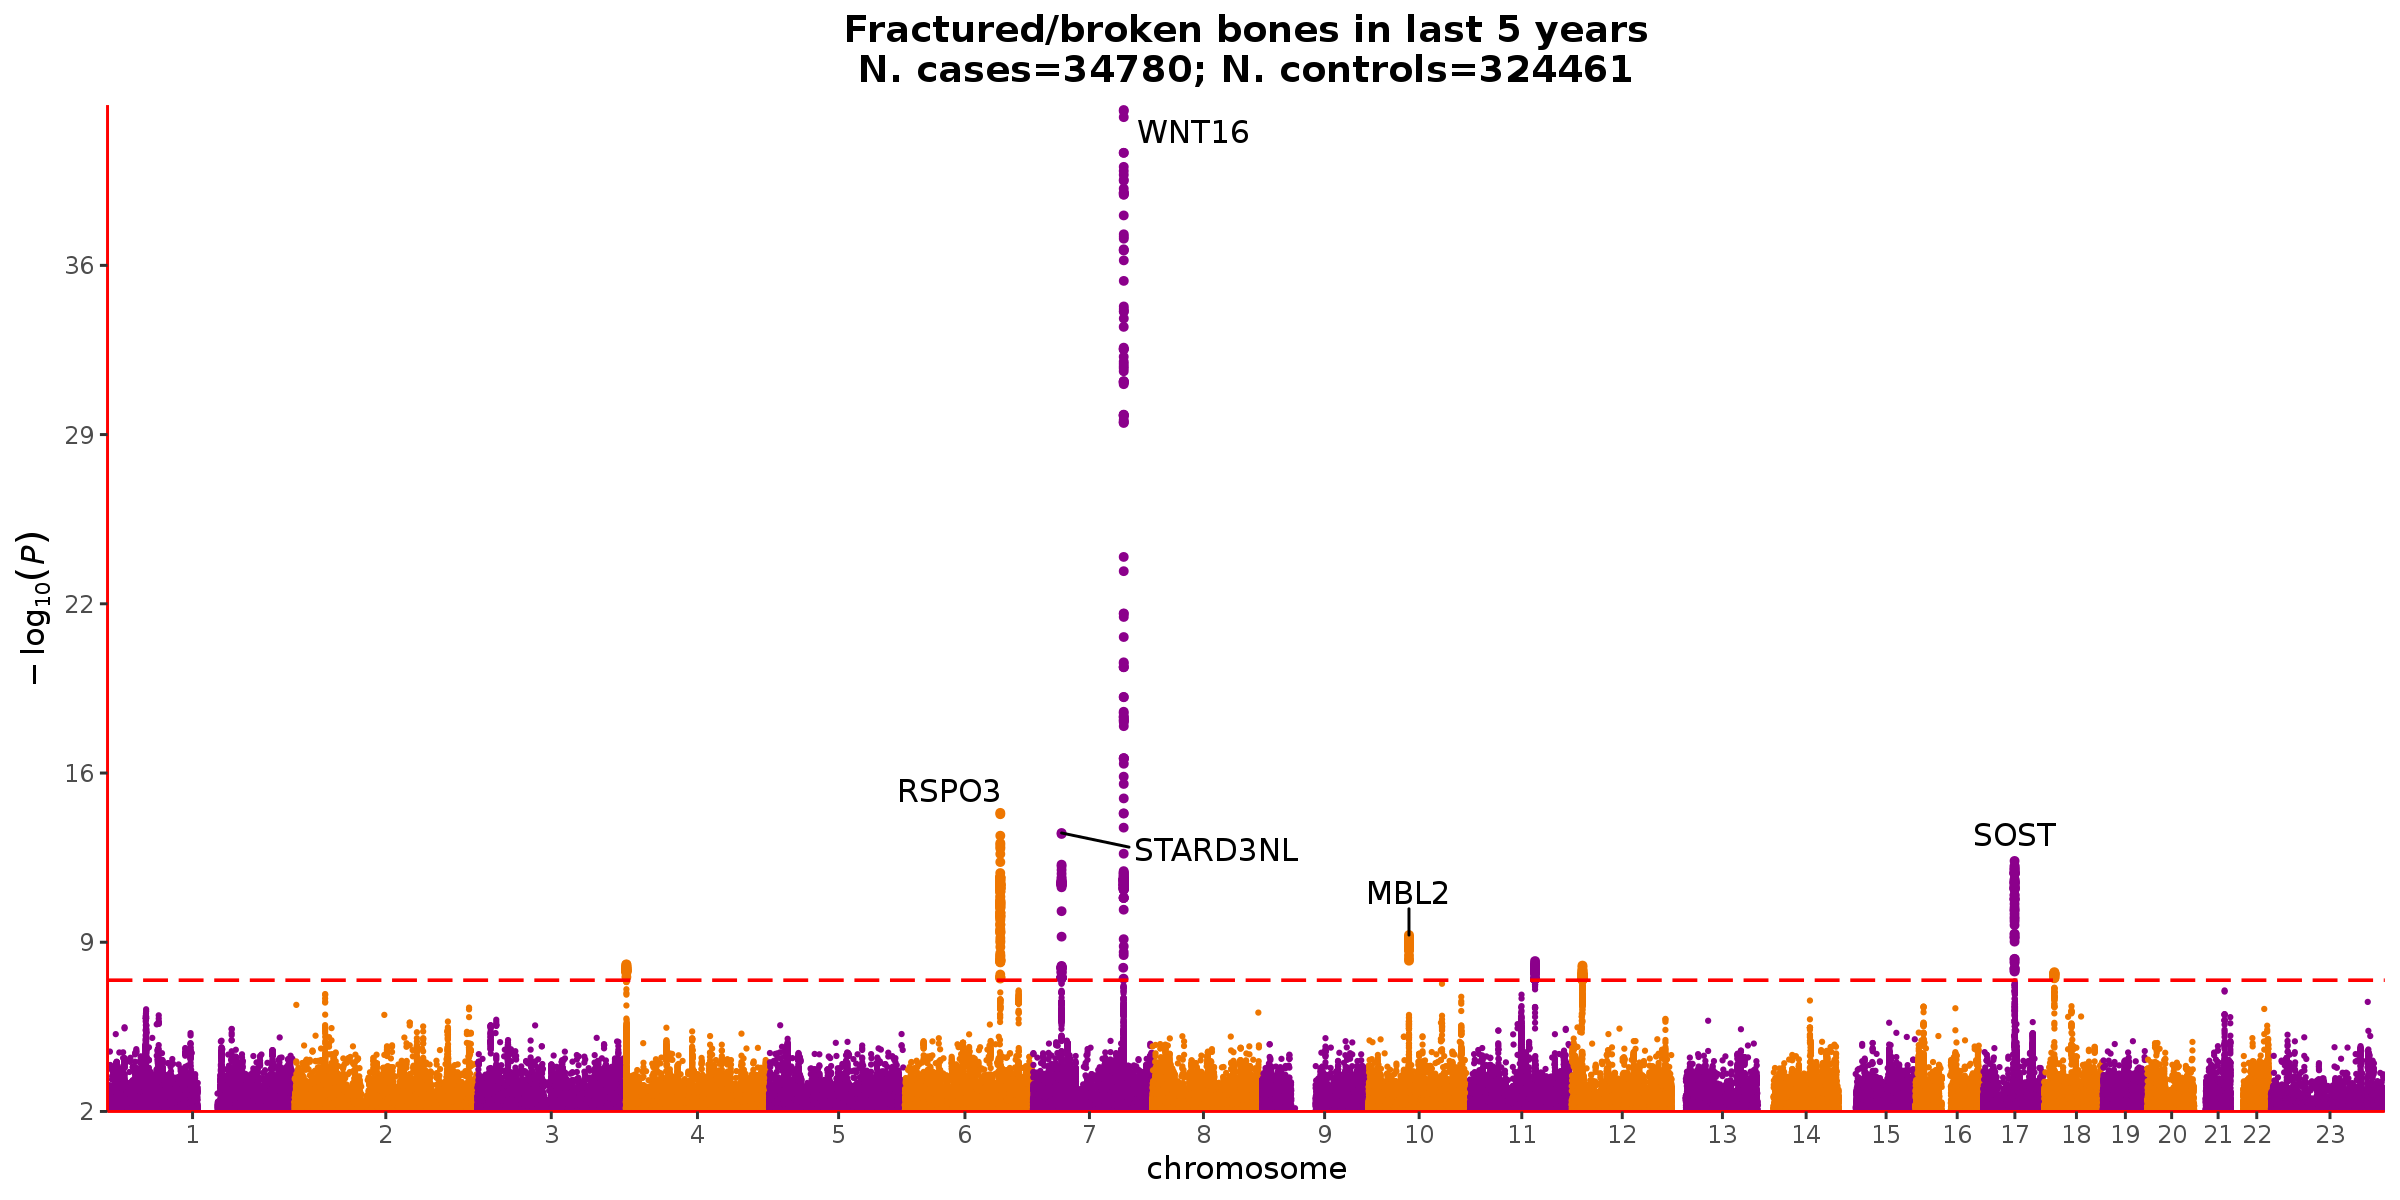 Fractured/broken bones in last 5 years
N. cases=34780; N. controls=324461
WNT16
36
29
22
16
9
2
−log10(P)
RSPO3
STARD3NL
MBL2
SOST
1 2 3 4 5 6 7 8 9 10 11 12 13 14 15 16 17 18 19 20 21 22 23
chromosome